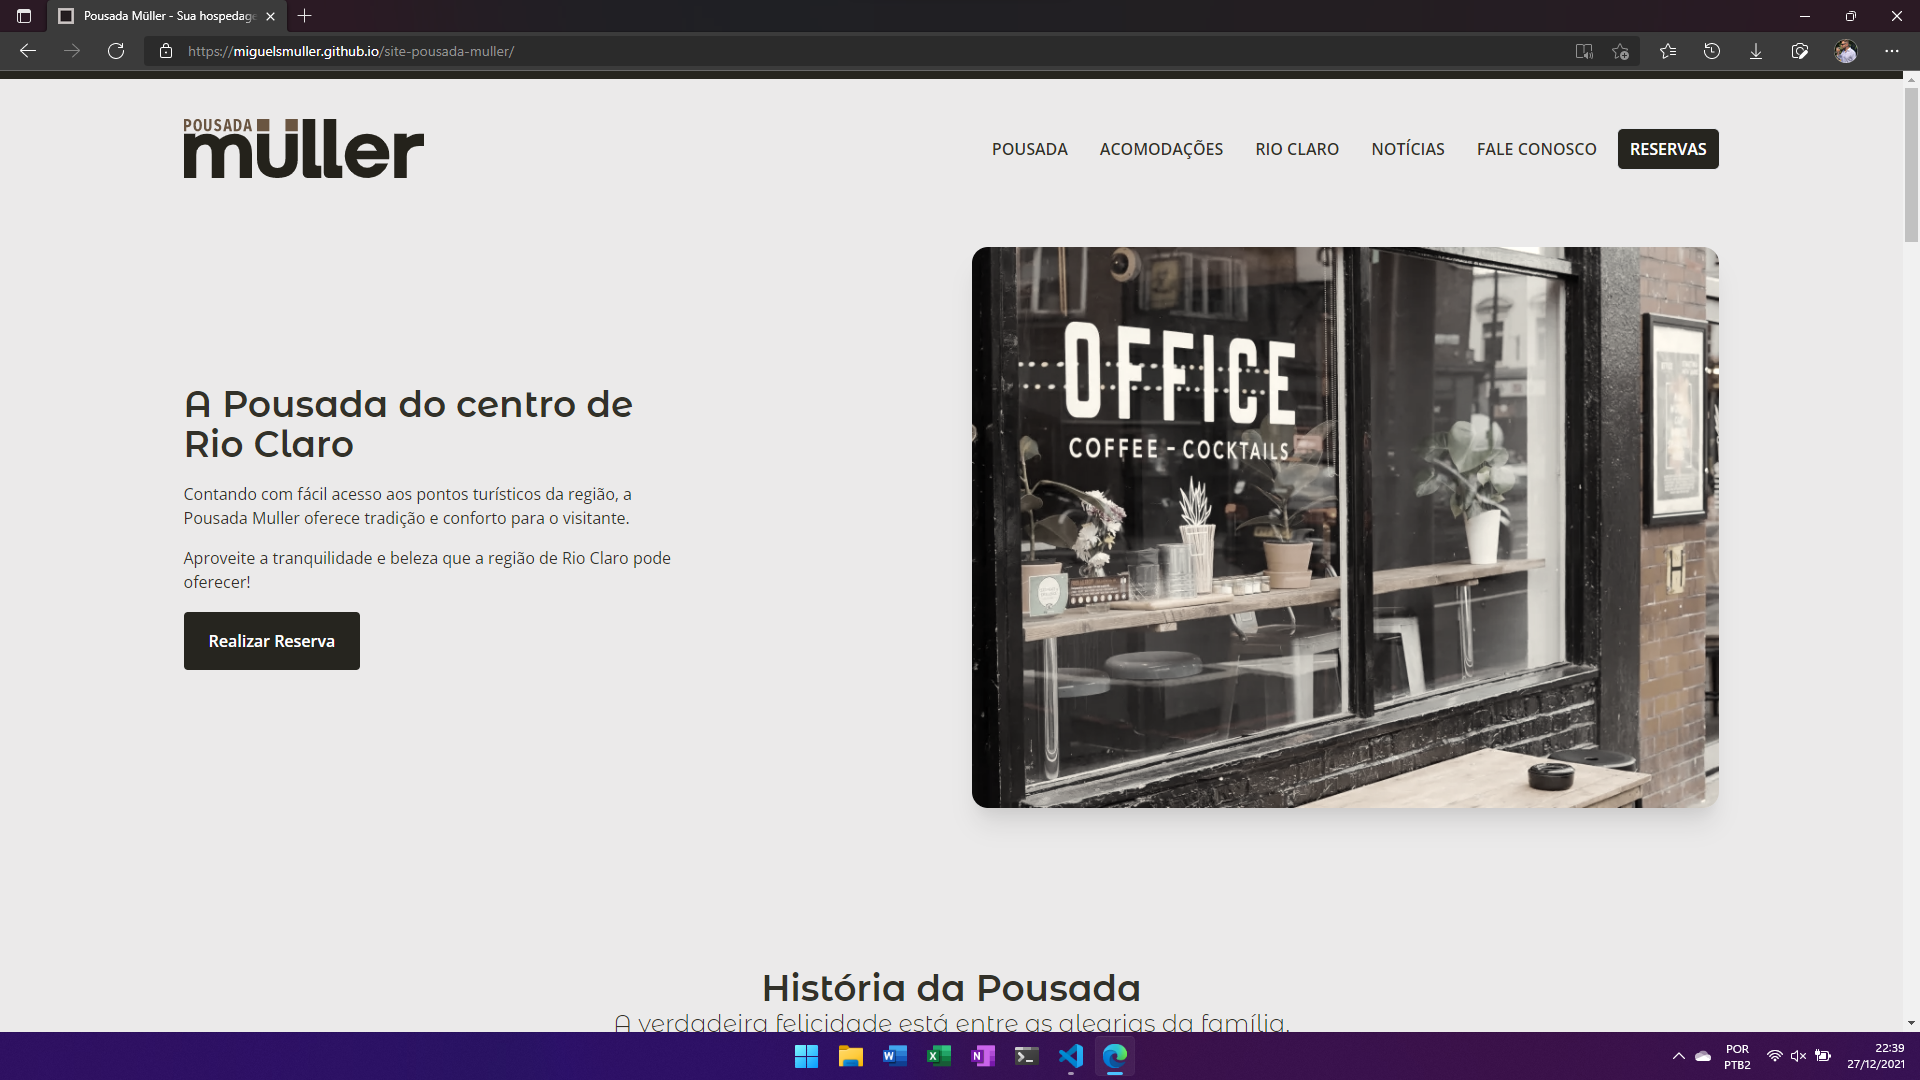 Pousada Müller - Sua hospedage
https://miguelsmuller.github.io/site-pousada-muller/
POUSADA
müller
POUSADA
ACOMODAÇÕES
RIO CLARO
NOTÍCIAS
FALE CONOSCO
RESERVAS
A Pousada do centro de
Rio Claro
Contando com fácil acesso aos pontos turísticos da região, a
Pousada Muller oferece tradição e conforto para o visitante.
Aproveite a tranquilidade e beleza que a região de Rio Claro pode
oferecer!
Realizar Reserva
OFFICE
COFFEE - COCKTAILS
História da Pousada
A verdadeira felicidade está entre as alegrias da família.
POR
PTB2
22:39
27/12/2021